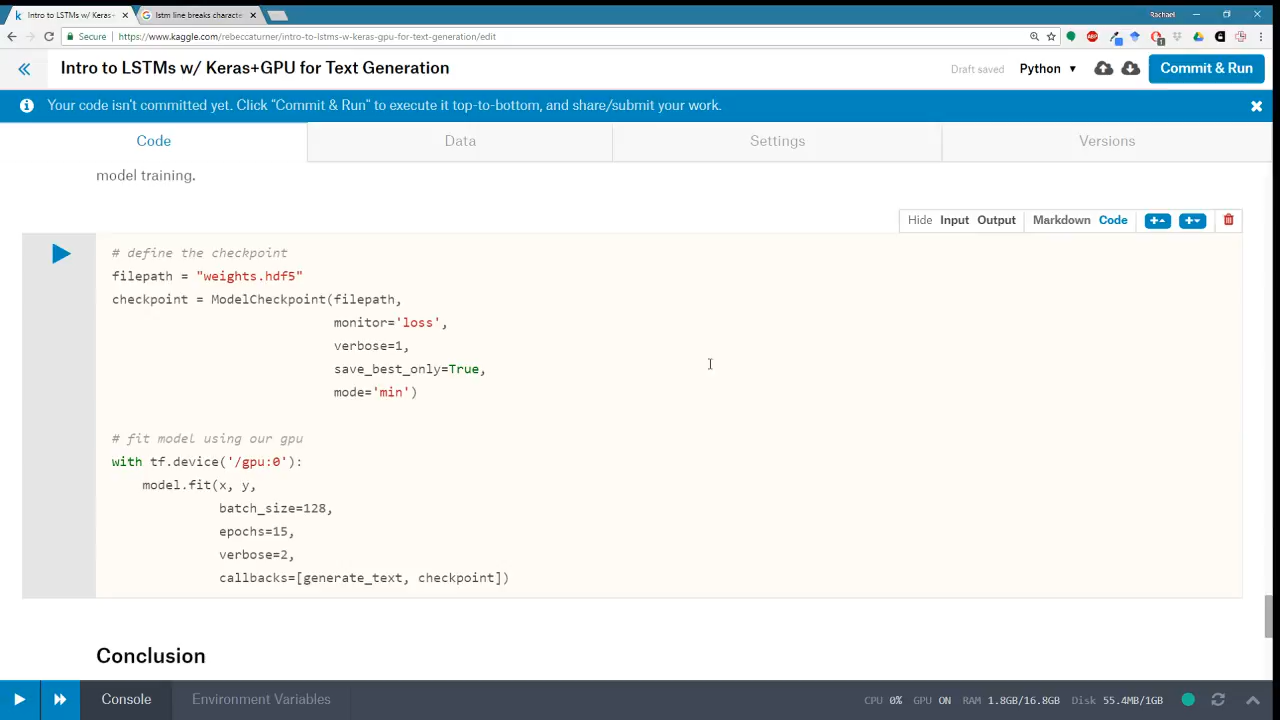 Intro to LSTMs w/ Keras+GPU
lstm line breaks characte
Rachael
Secure https://www.kaggle.com/rebeccaturner/intro-to-lstms-w-keras-gpu-for-text-generation/edit
Intro to LSTMs w/ Keras+GPU for Text Generation
Draft saved
Python
Commit & Run
Your code isn't committed yet. Click "Commit & Run" to execute it top-to-bottom, and share/submit your work.
Code
Data
Settings
Versions
model training.
Hide Input Output Markdown Code
# define the checkpoint
filepath = "weights.hdf5"
checkpoint = ModelCheckpoint(filepath,
monitor='loss',
verbose=1,
save_best_only=True,
mode='min')
# fit model using our gpu
with tf.device('/gpu:0'):
model.fit(x, y,
batch_size=128,
epochs=15,
verbose=2,
callbacks=[generate_text, checkpoint])
Conclusion
Console
Environment Variables
CPU 0% GPU ON RAM 1.8GB/16.8GB Disk 55.4MB/1GB